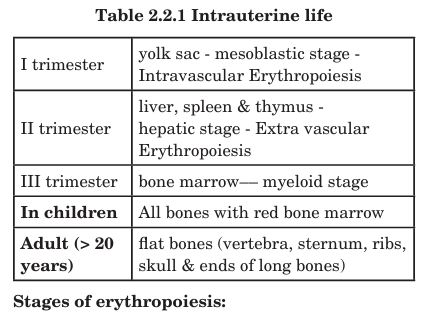 Table 2.2.1 Intrauterine life
I trimester
yolk sac - mesoblastic stage -
Intravascular Erythropoiesis
II trimester
liver, spleen & thymus -
hepatic stage - Extra vascular
Erythropoiesis
III trimester
bone marrow— myeloid stage
In children
All bones with red bone marrow
Adult (> 20
years)
flat bones (vertebra, sternum, ribs,
skull & ends of long bones)
Stages of erythropoiesis: